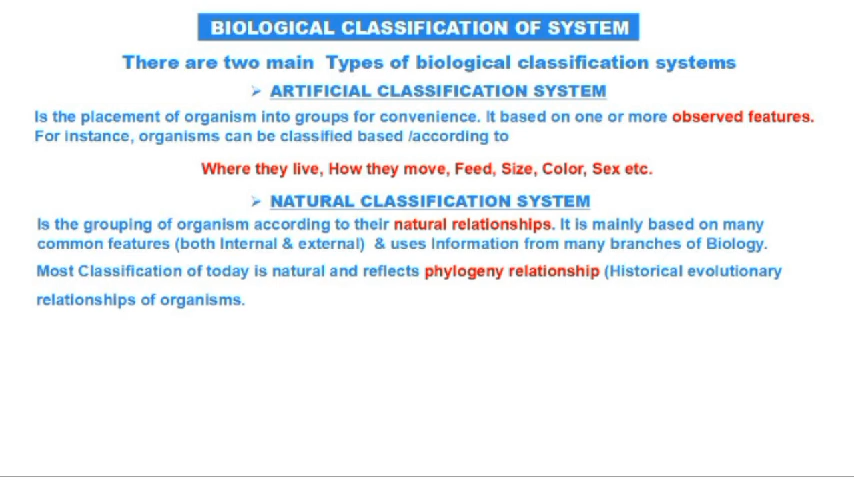 BIOLOGICAL CLASSIFICATION OF SYSTEM
There are two main Types of biological classification systems
➢ ARTIFICIAL CLASSIFICATION SYSTEM
Is the placement of organism into groups for convenience. It based on one or more observed features.
For instance, organisms can be classified based /according to
Where they live, How they move, Feed, Size, Color, Sex etc.
➢ NATURAL CLASSIFICATION SYSTEM
Is the grouping of organism according to their natural relationships. It is mainly based on many
common features (both Internal & external) & uses Information from many branches of Biology.
Most Classification of today is natural and reflects phylogeny relationship (Historical evolutionary
relationships of organisms.